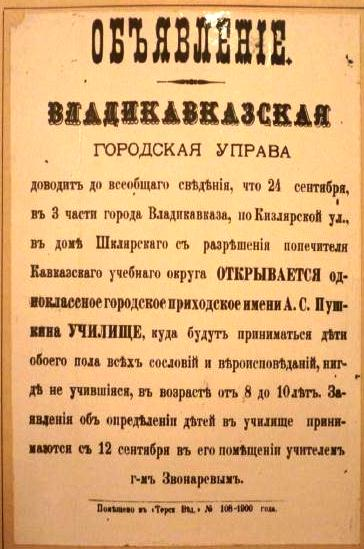 ОБЪЯВЛЕНІЕ.
ВЛАДИКАВКАЗСКАЯ
ГОРОДСКАЯ УПРАВА
доводитъ до всеобщаго свѣдѣнія, что 24 сентября,
въ 3 части города Владикавказа, по Кизлярской ул.,
въ домѣ Шклярскаго съ разрѣшенія попечителя
Кавказскаго учебнаго округа ОТКРЫВАЕТСЯ од-
ноклассное городское приходское имени А. С. Пуш-
кина УЧИЛИЩЕ, куда будутъ приниматься дѣти
обоего пола всѣхъ сословій и вѣроисповѣданій, ниг-
дѣ не учившіяся, въ возрастѣ отъ 8 до 10 лѣтъ. За-
явленія объ опредѣленіи дѣтей въ училище прини-
маются съ 12 сентября въ его помѣщеніи учителемъ
г-мъ Звонаревымъ.
Помѣщено въ «Терск. Вѣд.» № 108-1900 года.